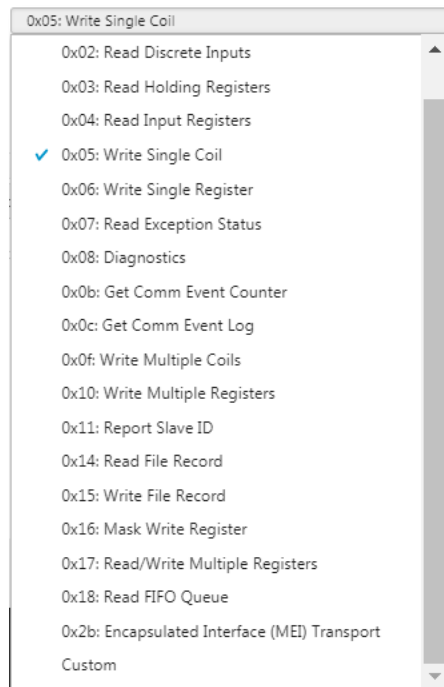 0x05: Write Single Coil
0x02: Read Discrete Inputs
0x03: Read Holding Registers
0x04: Read Input Registers
0x05: Write Single Coil
0x06: Write Single Register
0x07: Read Exception Status
0x08: Diagnostics
0x0b: Get Comm Event Counter
0x0c: Get Comm Event Log
0x0f: Write Multiple Coils
0x10: Write Multiple Registers
0x11: Report Slave ID
0x14: Read File Record
0x15: Write File Record
0x16: Mask Write Register
0x17: Read/Write Multiple Registers
0x18: Read FIFO Queue
0x2b: Encapsulated Interface (MEI) Transport
Custom